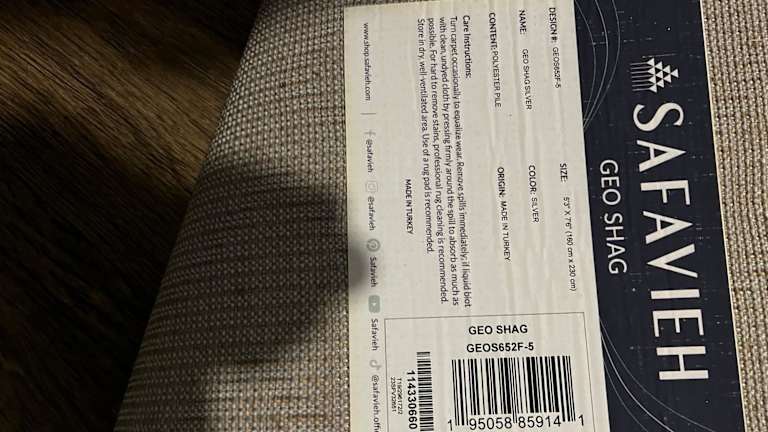 SAFAVIEH
GEO SHAG
DESIGN #: GEOS652F-5
SIZE: 5'3" X 7'6" (160 cm x 230 cm)
NAME: GEO SHAG SILVER
COLOR: SILVER
CONTENT: POLYESTER PILE
ORIGIN: MADE IN TURKEY
Care Instructions:
Turn carpet occasionally to equalize wear. Remove spills immediately; if liquid blot
with clean, undyed cloth by pressing firmly around the spill to absorb as much as
possible. For hard to remove stains, professional rug cleaning is recommended.
Store in dry, well-ventilated area. Use of a rug pad is recommended.
MADE IN TURKEY
www.shop.safavieh.com
@safavieh
@safavieh
Safavieh
Safavieh
@safavieh.offi
GEO SHAG
GEOS652F-5
1 95058 85914 1
114330660